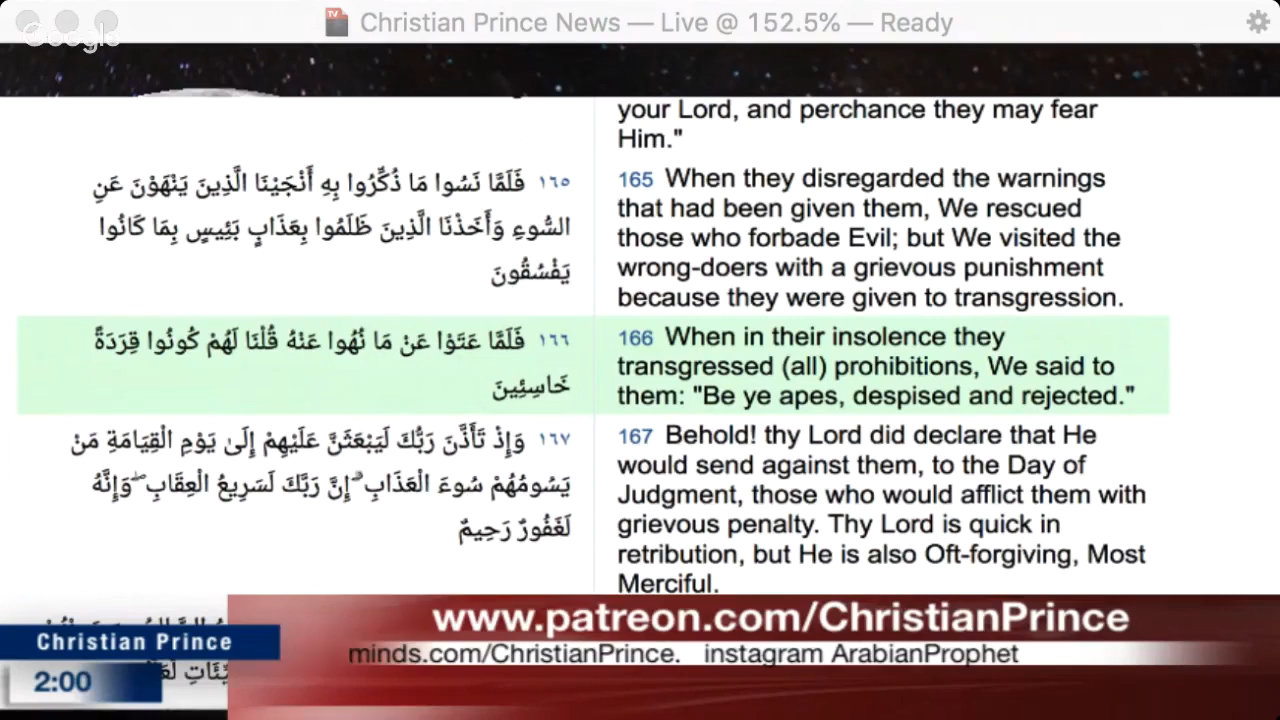 Christian Prince News — Live @ 152.5% — Ready
Google
your Lord, and perchance they may fear
Him."
١٦٥ فَلَمَّا نَسُوا مَا ذُكِّرُوا بِهِ أَنْجَيْنَا الَّذِينَ يَنْهَوْنَ عَنِ
السُّوءِ وَأَخَذْنَا الَّذِينَ ظَلَمُوا بِعَذَابٍ بَئِيسٍ بِمَا كَانُوا
يَفْسُقُونَ
165 When they disregarded the warnings
that had been given them, We rescued
those who forbade Evil; but We visited the
wrong-doers with a grievous punishment
because they were given to transgression.
١٦٦ فَلَمَّا عَتَوْا عَنْ مَا نُهُوا عَنْهُ قُلْنَا لَهُمْ كُونُوا قِرَدَةً
خَاسِئِينَ
166 When in their insolence they
transgressed (all) prohibitions, We said to
them: "Be ye apes, despised and rejected."
١٦٧ وَإِذْ تَأَذَّنَ رَبُّكَ لَيَبْعَثَنَّ عَلَيْهِمْ إِلَىٰ يَوْمِ الْقِيَامَةِ مَنْ
يَسُومُهُمْ سُوءَ الْعَذَابِ ۗ إِنَّ رَبَّكَ لَسَرِيعُ الْعِقَابِ ۖ وَإِنَّهُ
لَغَفُورٌ رَحِيمٌ
167 Behold! thy Lord did declare that He
would send against them, to the Day of
Judgment, those who would afflict them with
grievous penalty. Thy Lord is quick in
retribution, but He is also Oft-forgiving, Most
Merciful.
www.patreon.com/ChristianPrince
Christian Prince
minds.com/ChristianPrince. instagram ArabianProphet
2:00